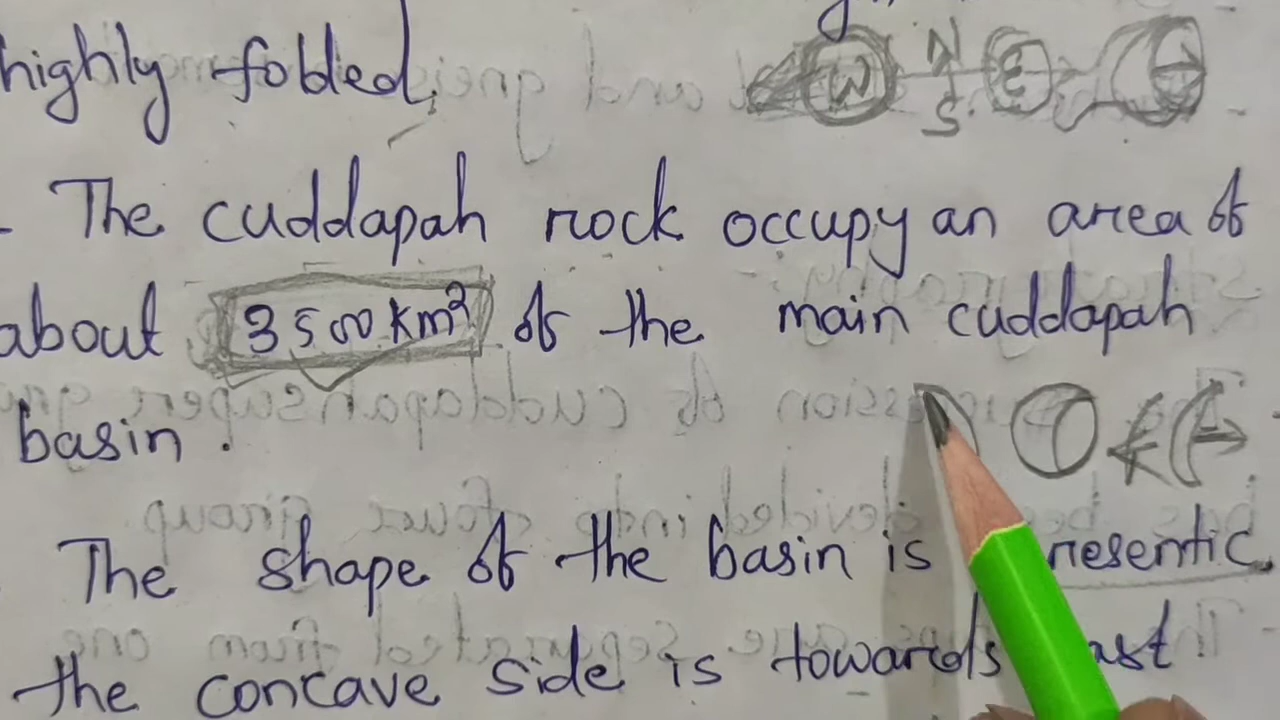 highly folded.
- The cuddapah rock occupy an area of
about 3500 km² of the main cuddapah
basin.
The shape of the basin is resentic.
the concave side is towards
W N S E